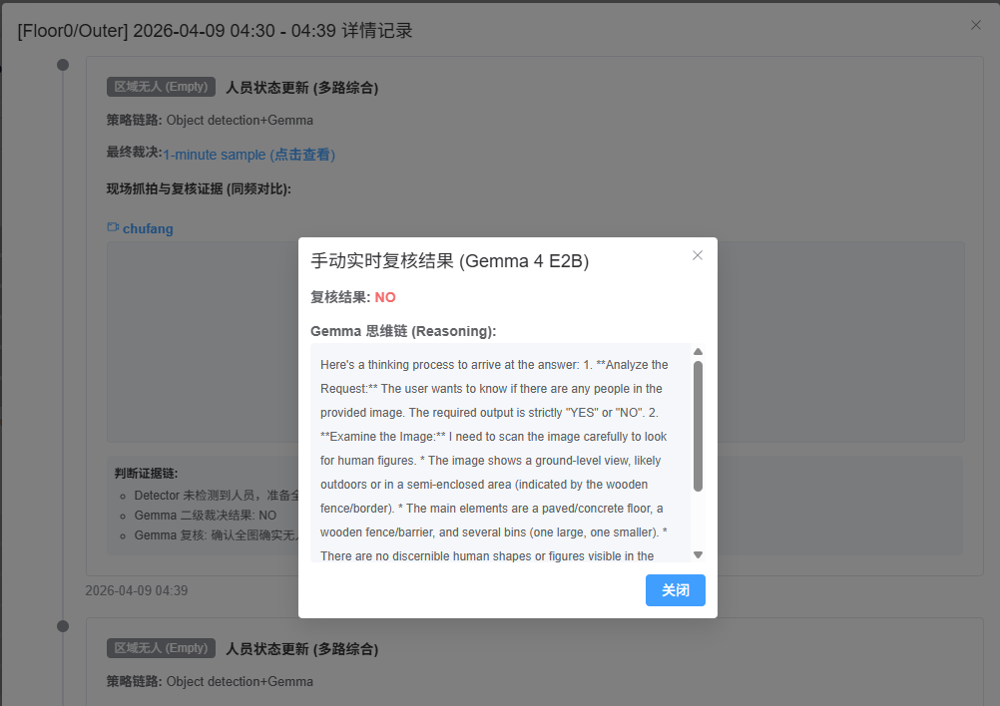 [Floor0/Outer] 2026-04-09 04:30 - 04:39 详情记录
区域无人 (Empty) 人员状态更新 (多路综合)
策略链路: Object detection+Gemma
最终裁决:1-minute sample (点击查看)
现场抓拍与复核证据 (同频对比):
chufang
手动实时复核结果 (Gemma 4 E2B)
复核结果: NO
Gemma 思维链 (Reasoning):
Here's a thinking process to arrive at the answer: 1. **Analyze the
Request:** The user wants to know if there are any people in the
provided image. The required output is strictly "YES" or "NO". 2.
**Examine the Image:** I need to scan the image carefully to look
for human figures. * The image shows a ground-level view, likely
outdoors or in a semi-enclosed area (indicated by the wooden
fence/border). * The main elements are a paved/concrete floor, a
wooden fence/barrier, and several bins (one large, one smaller). *
There are no discernible human shapes or figures visible in the
关闭
判断证据链:
Detector 未检测到人员，准备全
Gemma 二级裁决结果: NO
Gemma 复核: 确认全图确实无人
2026-04-09 04:39
区域无人 (Empty) 人员状态更新 (多路综合)
策略链路: Object detection+Gemma